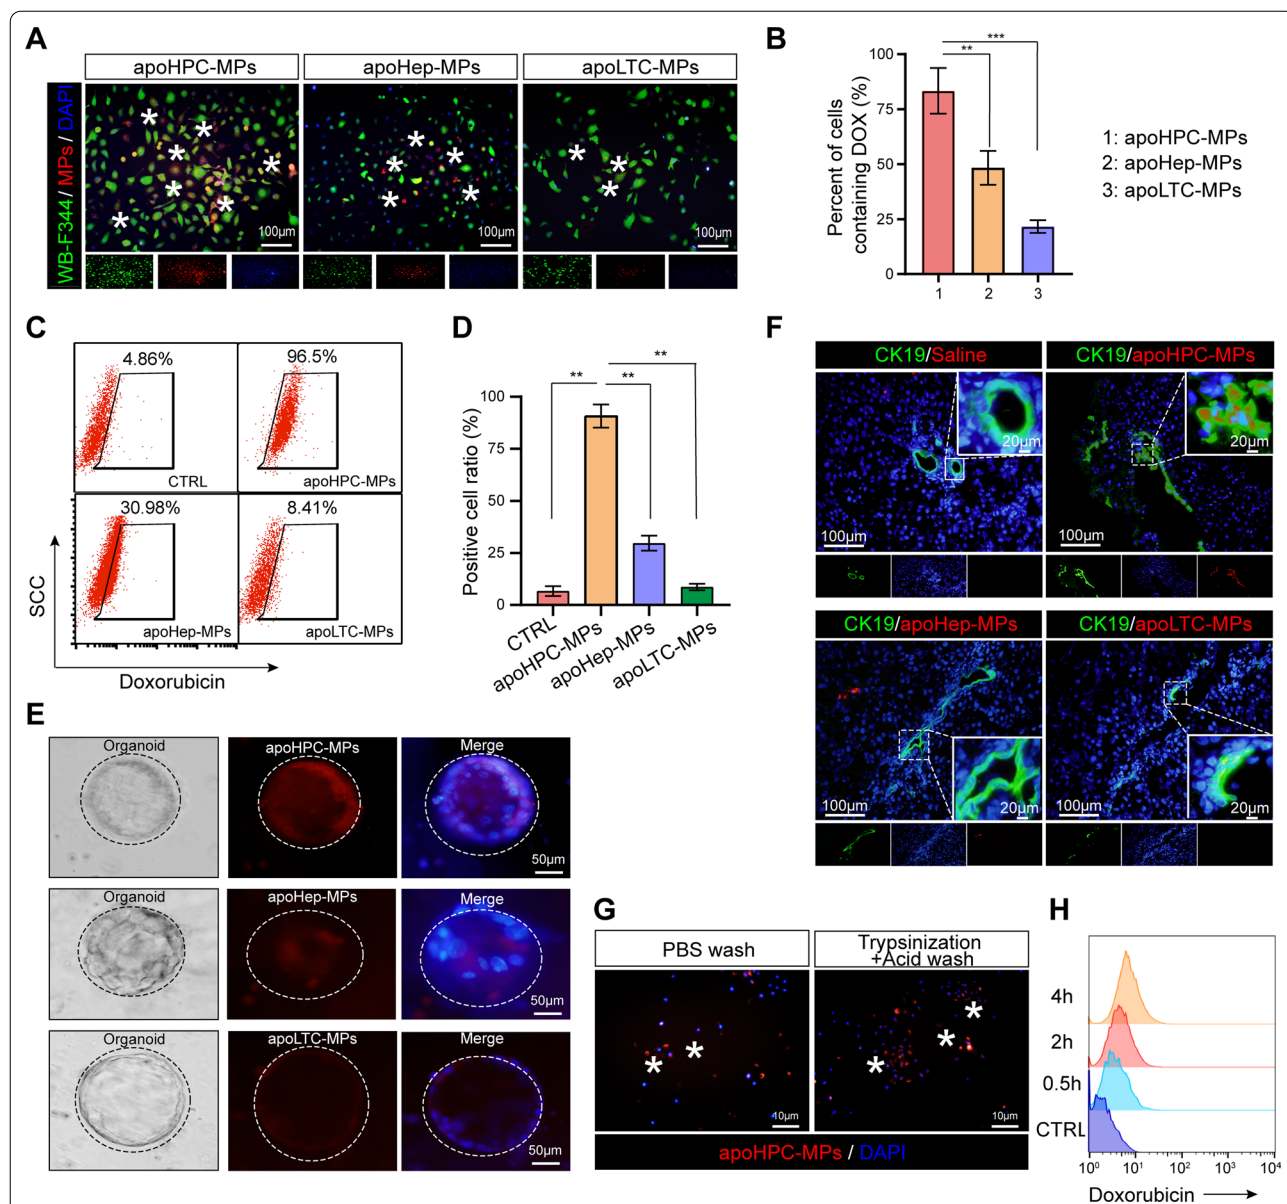 A
apoHPC-MPs
apoHep-MPs
apoLTC-MPs
WB-F344/ MPs/ DAPI
100µm
100µm
100µm
B
Percent of cells
containing DOX (%)
100
75
50
25
0
**
***
1
2
3
1: apoHPC-MPs
2: apoHep-MPs
3: apoLTC-MPs
C
4.86%
CTRL
96.5%
apoHPC-MPs
30.98%
apoHep-MPs
8.41%
apoLTC-MPs
SCC
Doxorubicin
D
Positive cell ratio (%)
100
75
50
25
0
**
**
**
CTRL
apoHPC-MPs
apoHep-MPs
apoLTC-MPs
E
Organoid
apoHPC-MPs
Merge
50µm
Organoid
apoHep-MPs
Merge
50µm
Organoid
apoLTC-MPs
Merge
50µm
F
CK19/Saline
20µm
100µm
CK19/apoHPC-MPs
20µm
100µm
CK19/apoHep-MPs
100µm
20µm
CK19/apoLTC-MPs
100µm
20µm
G
PBS wash
Trypsinization
+Acid wash
10µm
10µm
apoHPC-MPs / DAPI
H
4h
2h
0.5h
CTRL
10⁰
10¹
10²
10³
10⁴
Doxorubicin